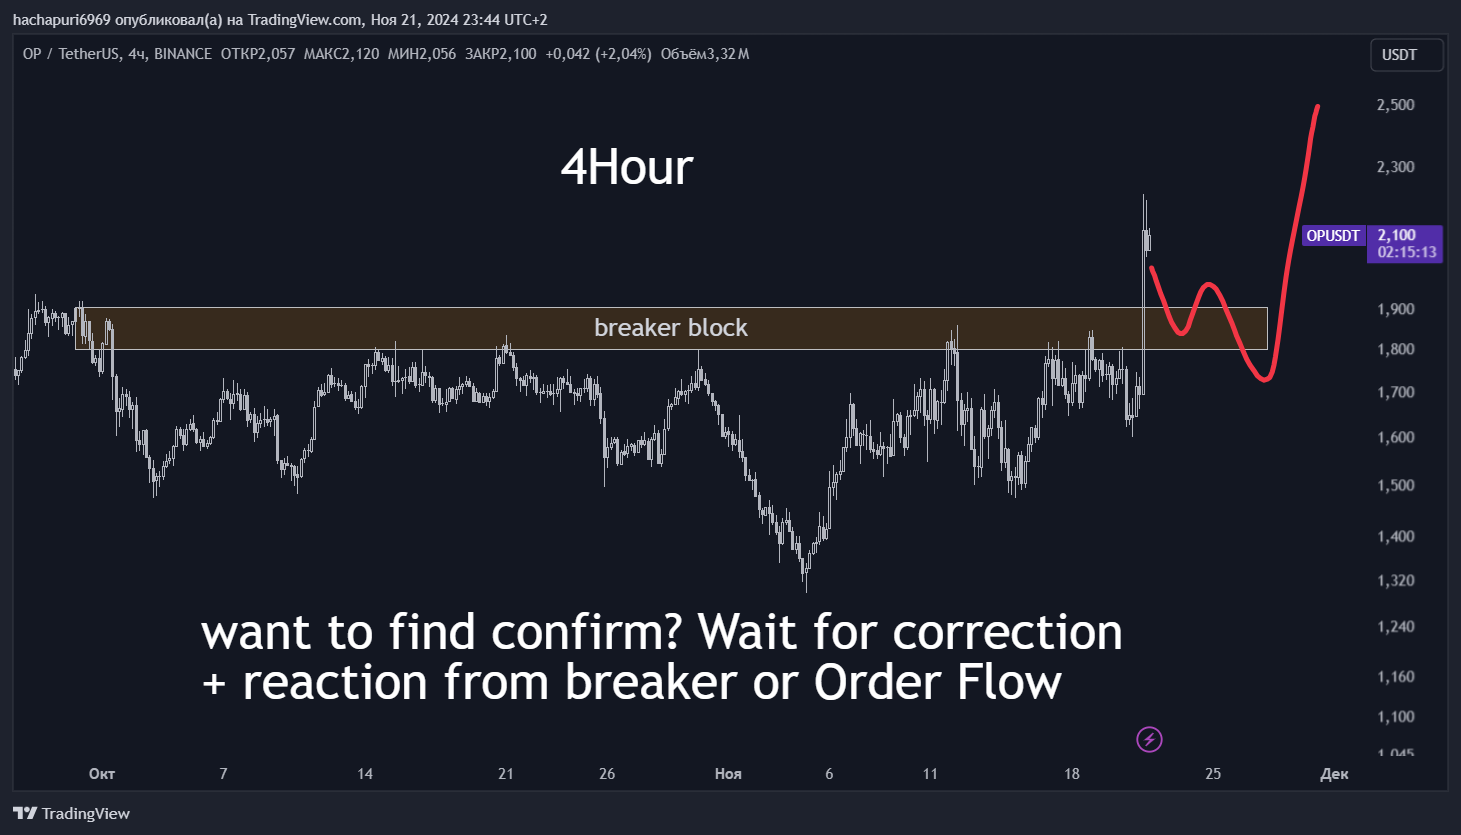 hachapuri6969 опубликовал(а) на TradingView.com, Ноя 21, 2024 23:44 UTC+2
OP / TetherUS, 4ч, BINANCE ОТКР2,057 МАКС2,120 МИН2,056 ЗАКР2,100 +0,042 (+2,04%) Объём3,32 M
USDT
2,500
4Hour
2,300
OPUSDT 2,100
02:15:13
1,900
breaker block
1,800
1,700
1,600
1,500
1,400
1,320
want to find confirm? Wait for correction
1,240
+ reaction from breaker or Order Flow
1,160
1,100
1,045
Окт 7 14 21 26 Ноя 6 11 18 25 Дек
TradingView